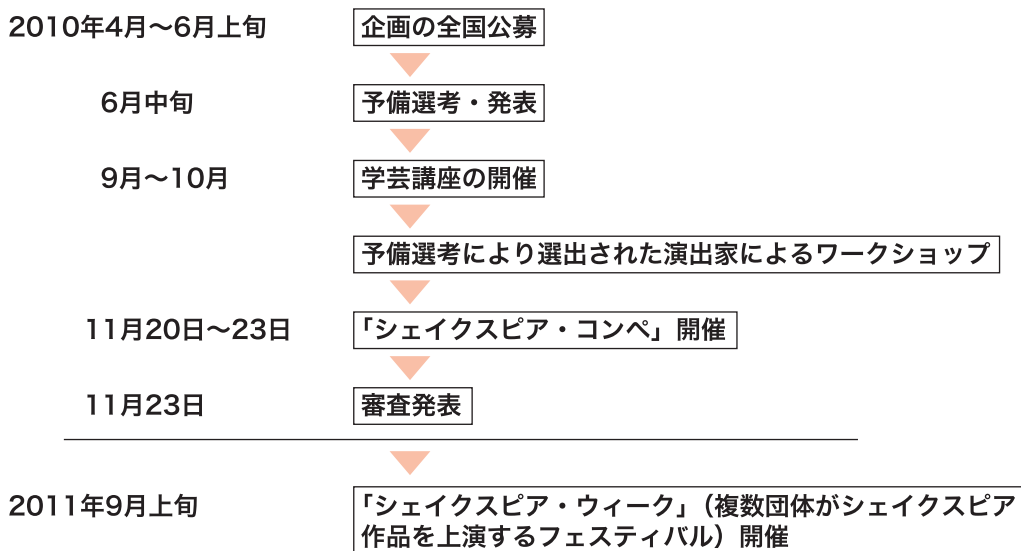 2010年4月〜6月上旬 企画の全国公募
6月中旬 予備選考・発表
9月〜10月 学芸講座の開催
予備選考により選出された演出家によるワークショップ
11月20日〜23日 「シェイクスピア・コンペ」開催
11月23日 審査発表
2011年9月上旬 「シェイクスピア・ウィーク」（複数団体がシェイクスピア
作品を上演するフェスティバル）開催